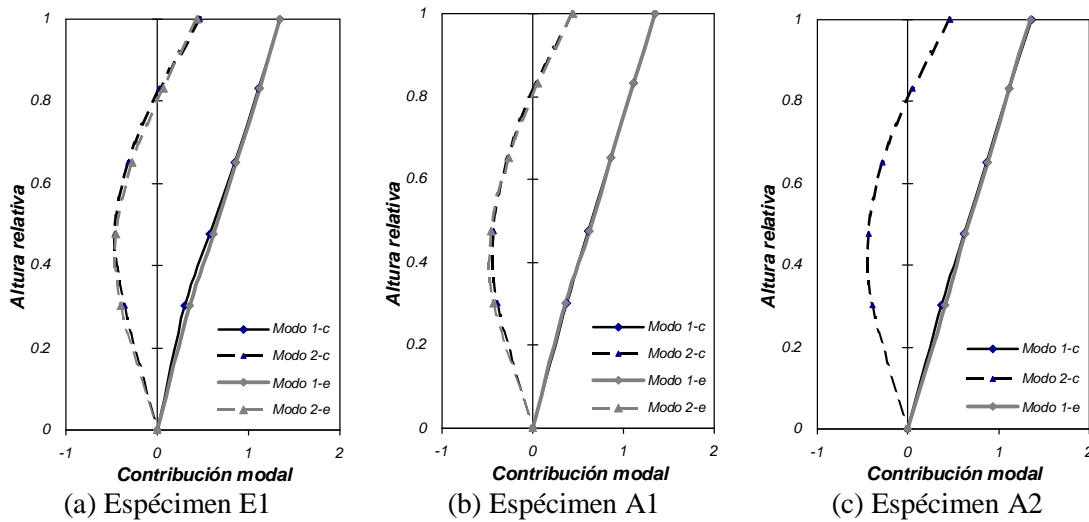 1
0.8
0.6
0.4
0.2
0
-1
0
1
2
Altura relativa
Contribución modal
Modo 1-c
Modo 2-c
Modo 1-e
Modo 2-e
(a) Espécimen E1
1
0.8
0.6
0.4
0.2
0
-1
0
1
2
Altura relativa
Contribución modal
Modo 1-c
Modo 2-c
Modo 1-e
Modo 2-e
(b) Espécimen A1
1
0.8
0.6
0.4
0.2
0
-1
0
1
2
Altura relativa
Contribución modal
Modo 1-c
Modo 2-c
Modo 1-e
(c) Espécimen A2